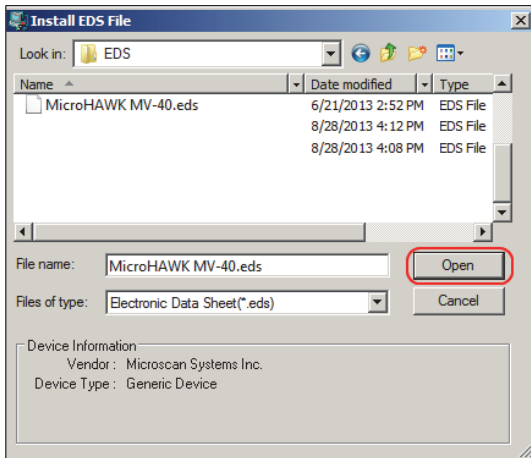 Install EDS File
Look in: EDS
Name Date modified Type
MicroHAWK MV-40.eds 6/21/2013 2:52 PM EDS File
8/28/2013 4:12 PM EDS File
8/28/2013 4:08 PM EDS File
File name: MicroHAWK MV-40.eds Open
Files of type: Electronic Data Sheet(*.eds) Cancel
Device Information
Vendor : Microscan Systems Inc.
Device Type : Generic Device